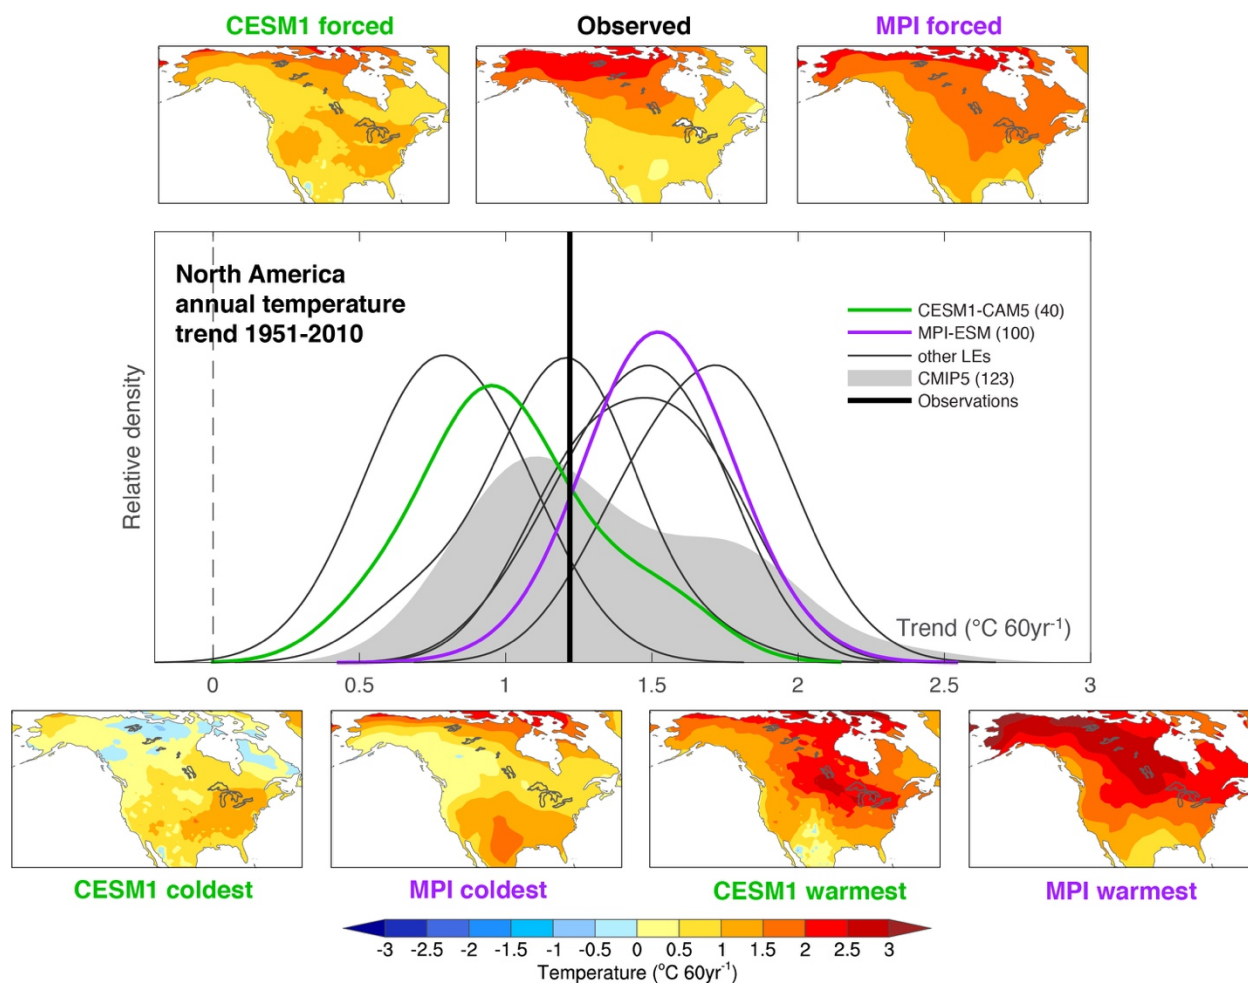 CESM1 forced
Observed
MPI forced
North America
annual temperature
trend 1951-2010
CESM1-CAM5 (40)
MPI-ESM (100)
other LEs
CMIP5 (123)
Observations
Relative density
Trend (°C 60yr⁻¹)
0 0.5 1 1.5 2 2.5 3
CESM1 coldest
MPI coldest
CESM1 warmest
MPI warmest
-3 -2.5 -2 -1.5 -1 -0.5 0 0.5 1 1.5 2 2.5 3
Temperature (°C 60yr⁻¹)